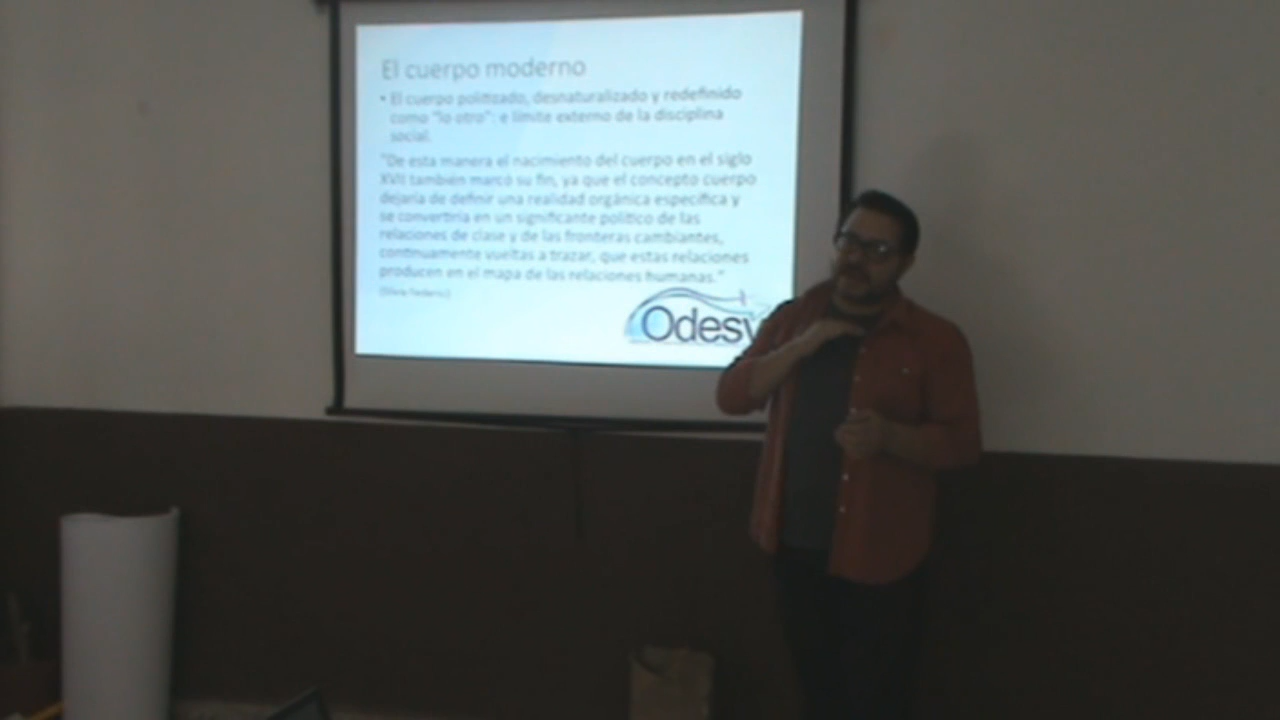 El cuerpo moderno
• El cuerpo politizado, desnaturalizado y redefinido
como "lo otro": e límite externo de la disciplina
social.
"De esta manera el nacimiento del cuerpo en el siglo
XVII también marcó su fin, ya que el concepto cuerpo
dejaría de definir una realidad orgánica específica y
se convertiría en un significante político de las
relaciones de clase y de las fronteras cambiantes,
continuamente vueltas a trazar, que estas relaciones
producen en el mapa de las relaciones humanas."
(Silvia Federici)
Odesy